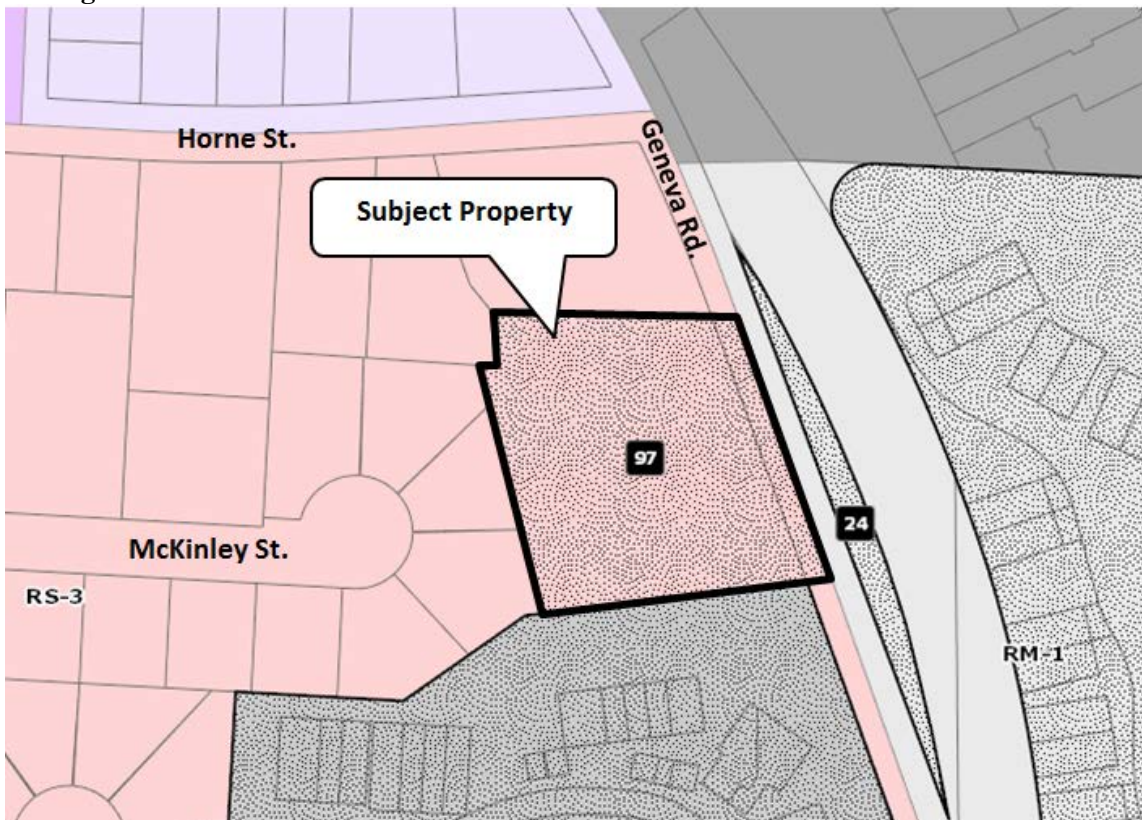 Horne St.
Geneva Rd.
Subject Property
97
24
McKinley St.
RS-3
RM-1